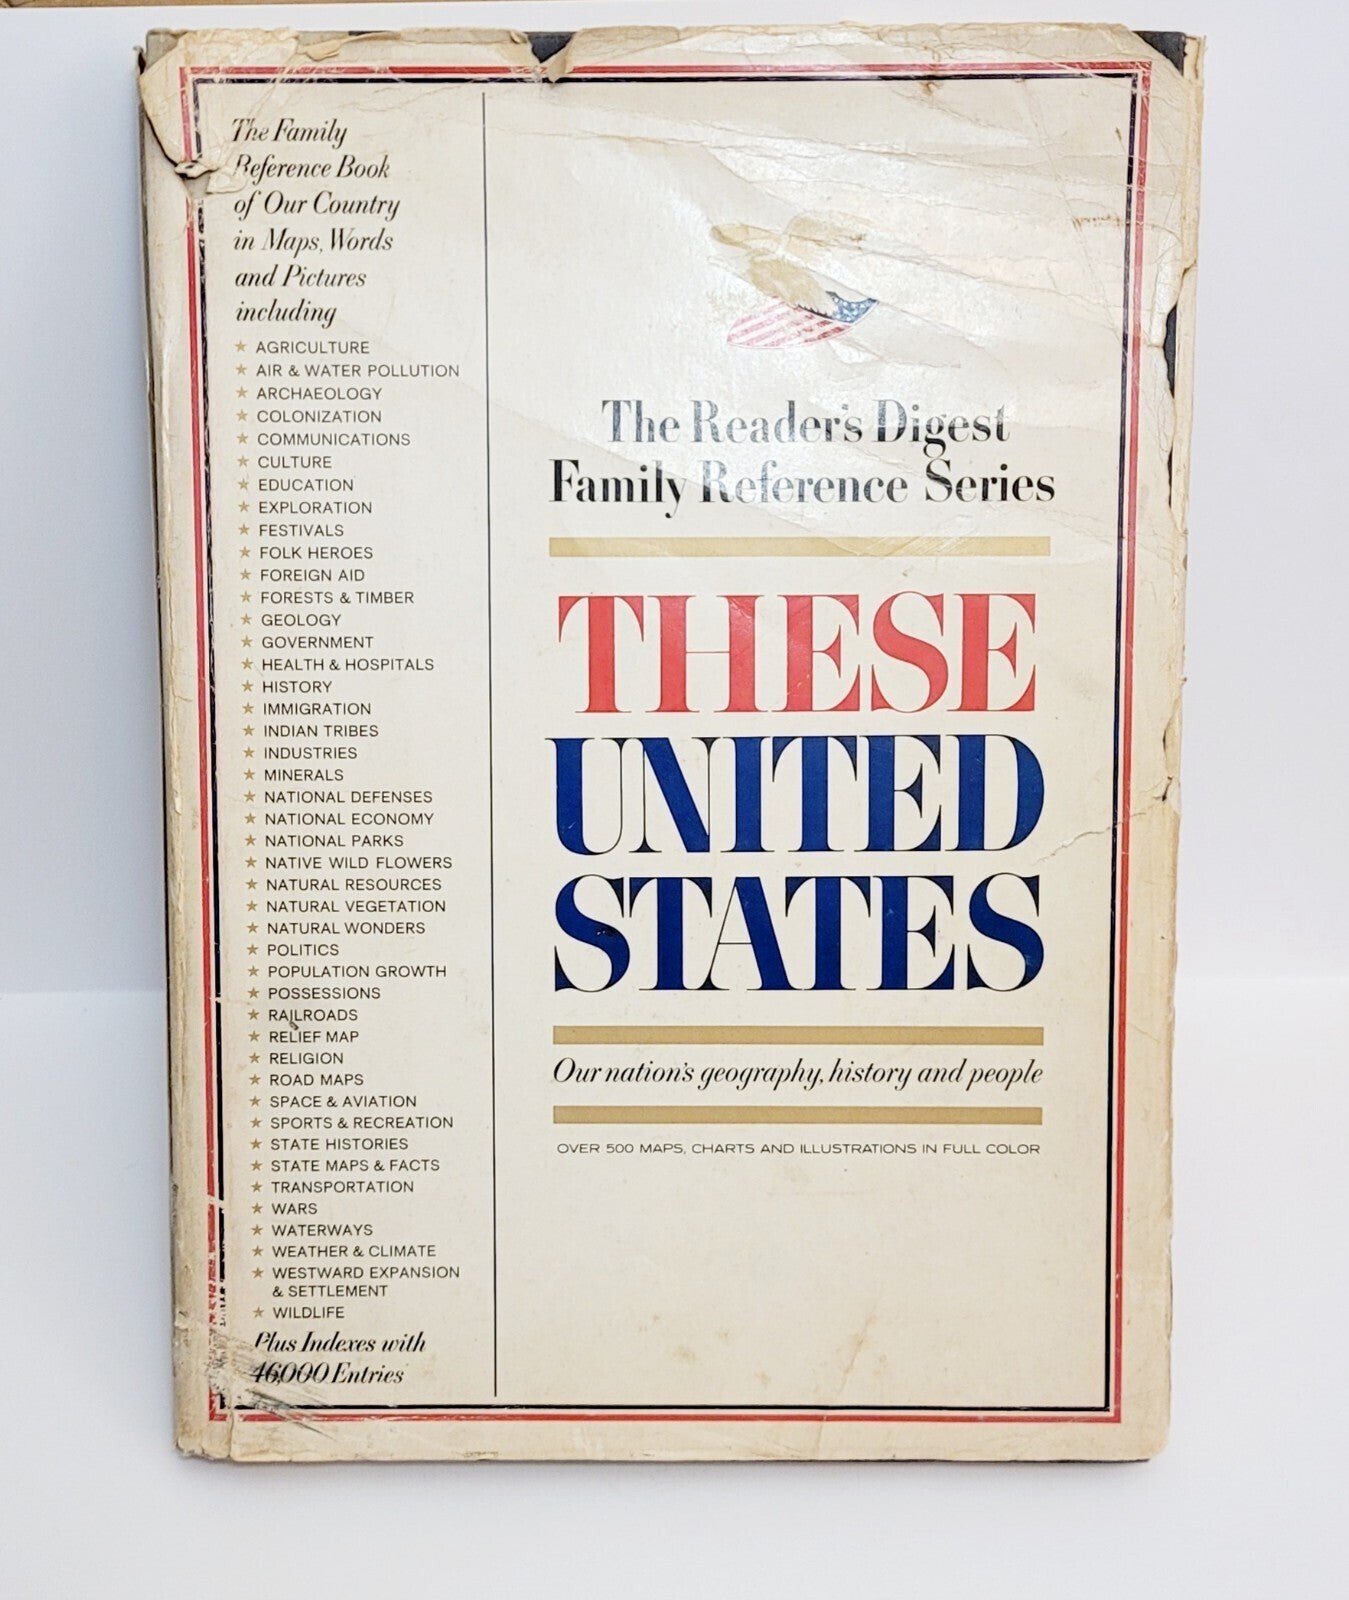 The Family
Reference Book
of Our Country
in Maps, Words
and Pictures
including
★ AGRICULTURE
★ AIR & WATER POLLUTION
★ ARCHAEOLOGY
★ COLONIZATION
★ COMMUNICATIONS
★ CULTURE
★ EDUCATION
★ EXPLORATION
★ FESTIVALS
★ FOLK HEROES
★ FOREIGN AID
★ FORESTS & TIMBER
★ GEOLOGY
★ GOVERNMENT
★ HEALTH & HOSPITALS
★ HISTORY
★ IMMIGRATION
★ INDIAN TRIBES
★ INDUSTRIES
★ MINERALS
★ NATIONAL DEFENSES
★ NATIONAL ECONOMY
★ NATIONAL PARKS
★ NATIVE WILD FLOWERS
★ NATURAL RESOURCES
★ NATURAL VEGETATION
★ NATURAL WONDERS
★ POLITICS
★ POPULATION GROWTH
★ POSSESSIONS
★ RAILROADS
★ RELIEF MAP
★ RELIGION
★ ROAD MAPS
★ SPACE & AVIATION
★ SPORTS & RECREATION
★ STATE HISTORIES
★ STATE MAPS & FACTS
★ TRANSPORTATION
★ WARS
★ WATERWAYS
★ WEATHER & CLIMATE
★ WESTWARD EXPANSION
& SETTLEMENT
★ WILDLIFE
Plus Indexes with
46,000 Entries
The Reader's Digest
Family Reference Series
THESE
UNITED
STATES
Our nation's geography, history and people
OVER 500 MAPS, CHARTS AND ILLUSTRATIONS IN FULL COLOR